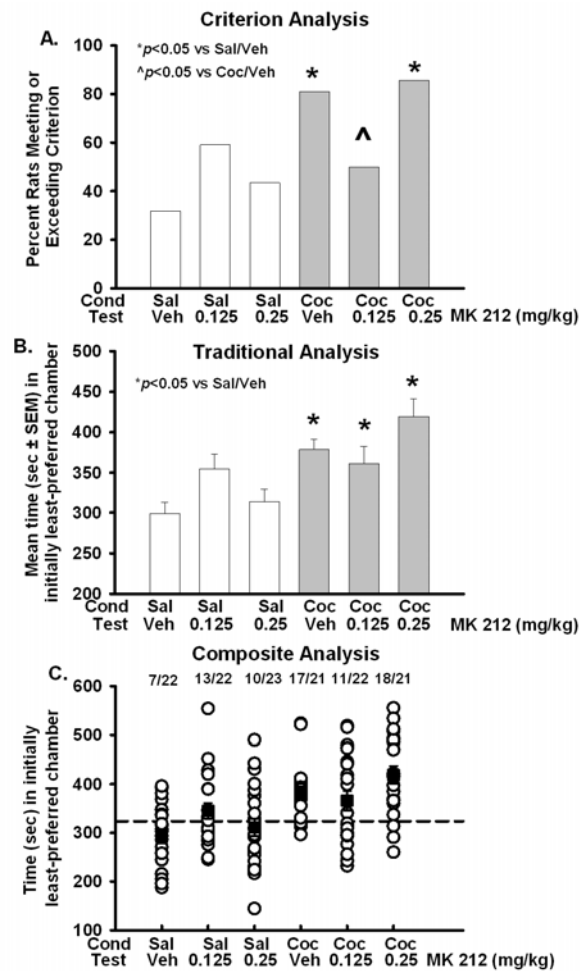 Criterion Analysis
A.
*p<0.05 vs Sal/Veh
^p<0.05 vs Coc/Veh
Percent Rats Meeting or
Exceeding Criterion
100
80
60
40
20
0
* ^ *
Cond Sal Sal Sal Coc Coc Coc
Test Veh 0.125 0.25 Veh 0.125 0.25 MK 212 (mg/kg)
B.
Traditional Analysis
*p<0.05 vs Sal/Veh
Mean time (sec ± SEM) in
initially least-preferred chamber
500
450
400
350
300
250
200
* * *
Cond Sal Sal Sal Coc Coc Coc
Test Veh 0.125 0.25 Veh 0.125 0.25 MK 212 (mg/kg)
C.
Composite Analysis
7/22 13/22 10/23 17/21 11/22 18/21
Time (sec) in initially
least-preferred chamber
600
500
400
300
200
100
Cond Sal Sal Sal Coc Coc Coc
Test Veh 0.125 0.25 Veh 0.125 0.25 MK 212 (mg/kg)